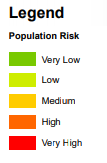 Legend
Population Risk
Very Low
Low
Medium
High
Very High